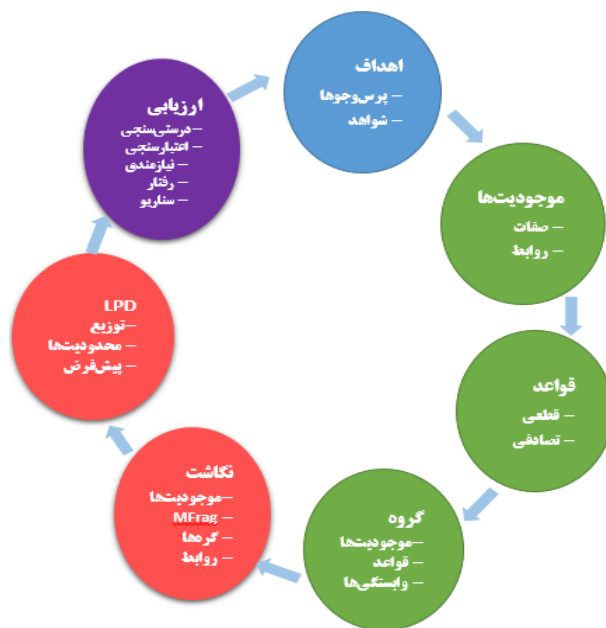 اهداف
– پرس‌وجوها
– شواهد
موجودیت‌ها
– صفات
– روابط
قواعد
– قطعی
– تصادفی
گروه
–موجودیت‌ها
– قواعد
–وابستگی‌ها
نگاشت
–موجودیت‌ها
–MFrag
–گره‌ها
–روابط
LPD
–توزیع
–محدودیت‌ها
–پیش‌فرض
ارزیابی
–درستی‌سنجی
–اعتبارسنجی
–نیازمندی
–رفتار
–سناریو